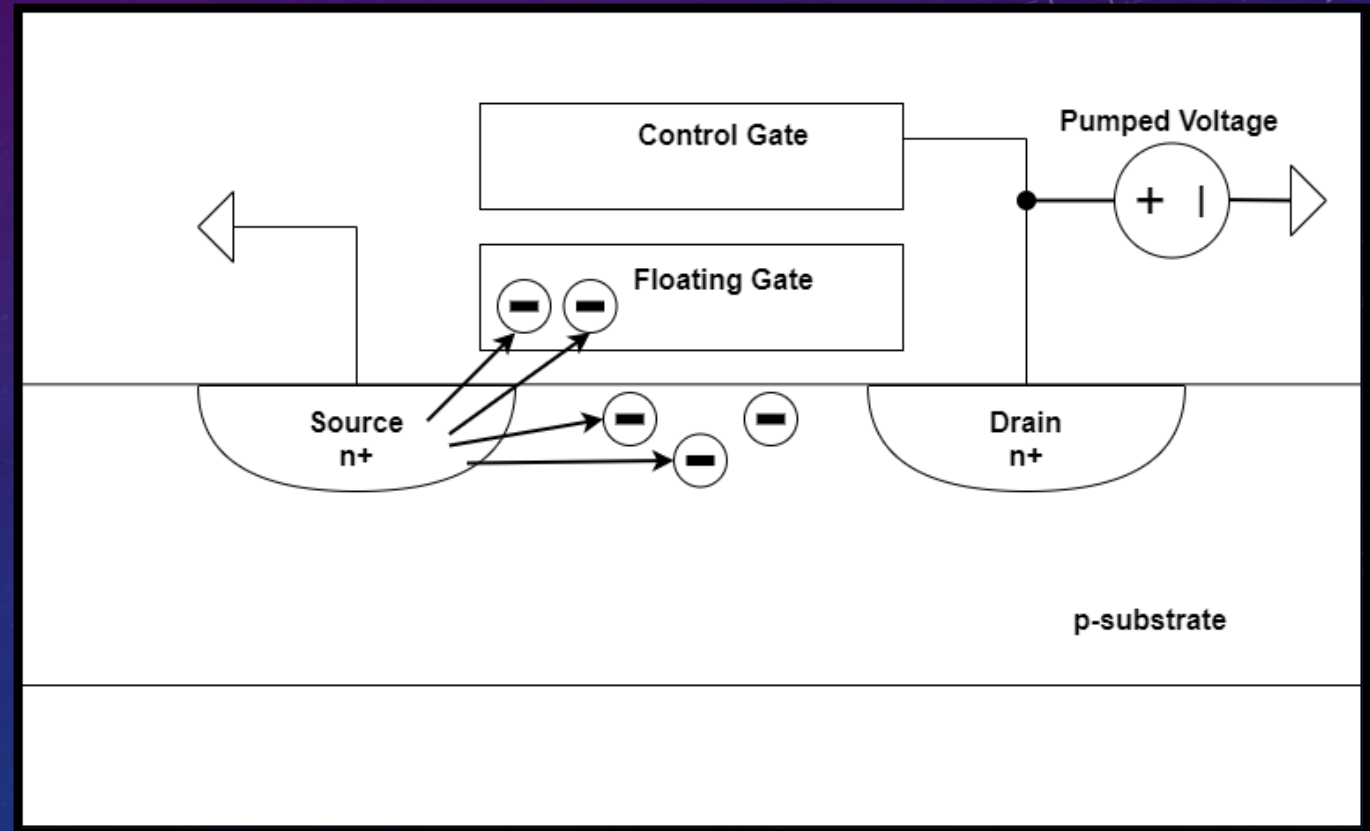 Control Gate
Pumped Voltage
+ |
Floating Gate
- -
Source
n+
- - -
Drain
n+
p-substrate